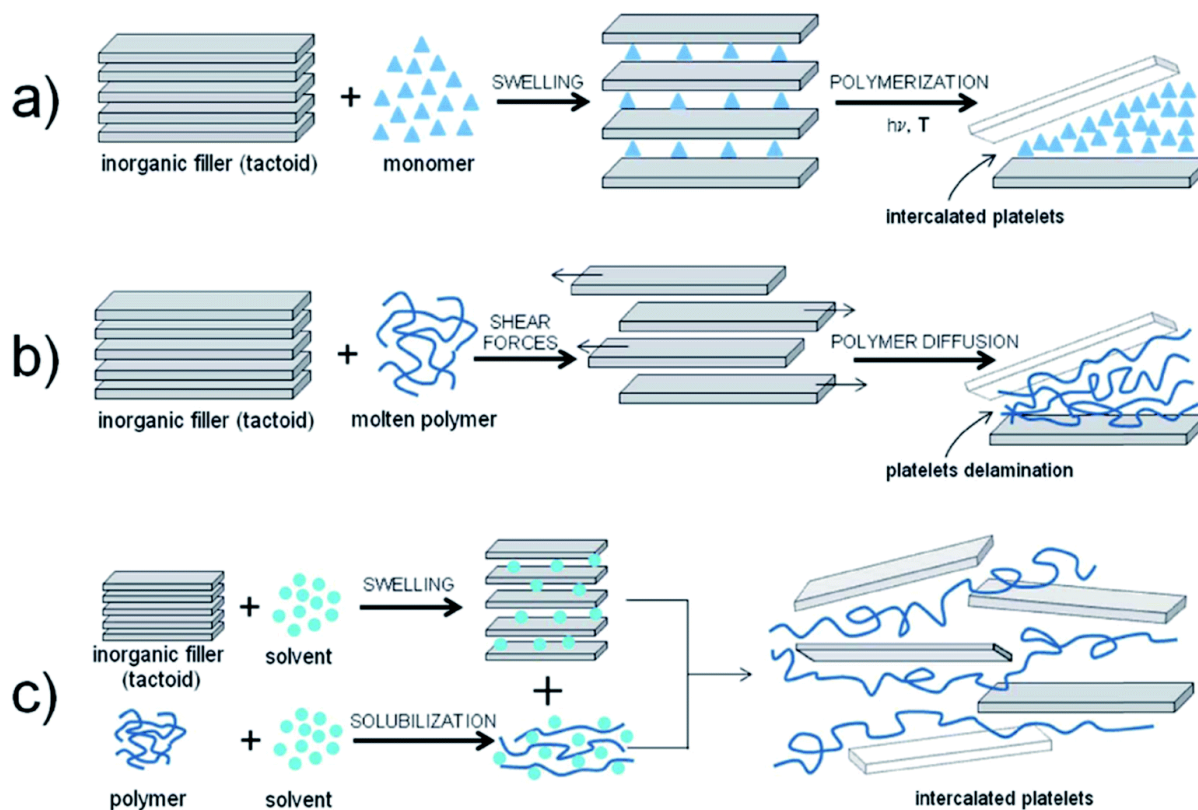 a)
+
inorganic filler (tactoid)
monomer
SWELLING
POLYMERIZATION
hν, T
intercalated platelets
b)
+
inorganic filler (tactoid)
molten polymer
SHEAR
FORCES
POLYMER DIFFUSION
platelets delamination
c)
+
inorganic filler
(tactoid)
solvent
SWELLING
+
polymer
+
solvent
SOLUBILIZATION
intercalated platelets